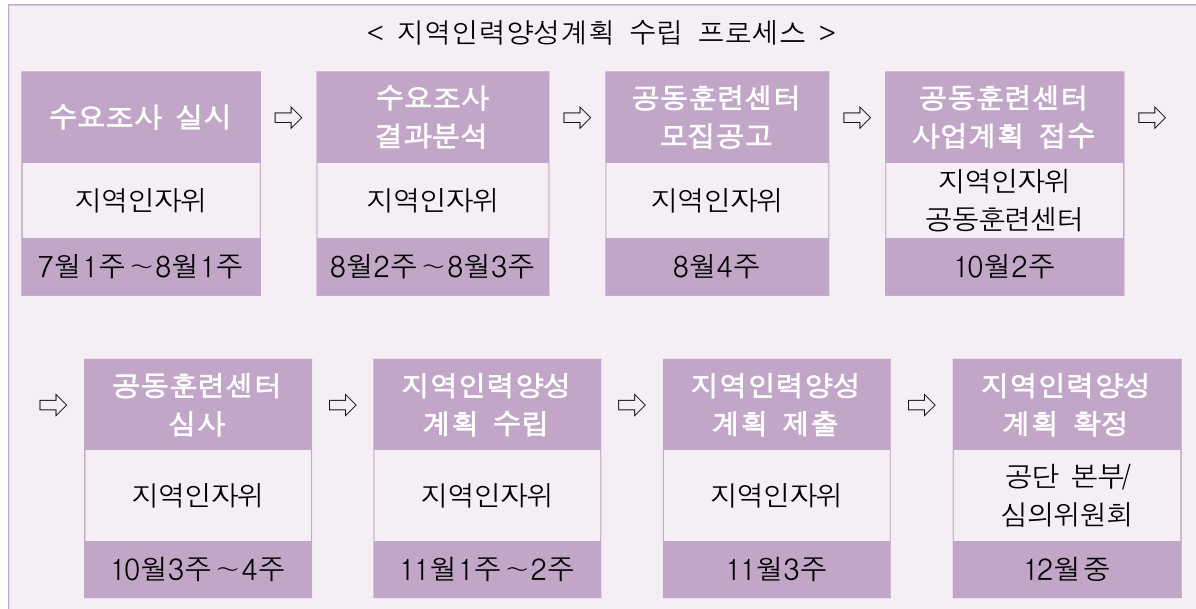 < 지역인력양성계획 수립 프로세스 >
수요조사 실시
지역인자위
7월1주~8월1주
⇨
수요조사
결과분석
지역인자위
8월2주~8월3주
⇨
공동훈련센터
모집공고
지역인자위
8월4주
⇨
공동훈련센터
사업계획 접수
지역인자위
공동훈련센터
10월2주
⇨
⇨
공동훈련센터
심사
지역인자위
10월3주~4주
⇨
지역인력양성
계획 수립
지역인자위
11월1주~2주
⇨
지역인력양성
계획 제출
지역인자위
11월3주
⇨
지역인력양성
계획 확정
공단 본부/
심의위원회
12월중